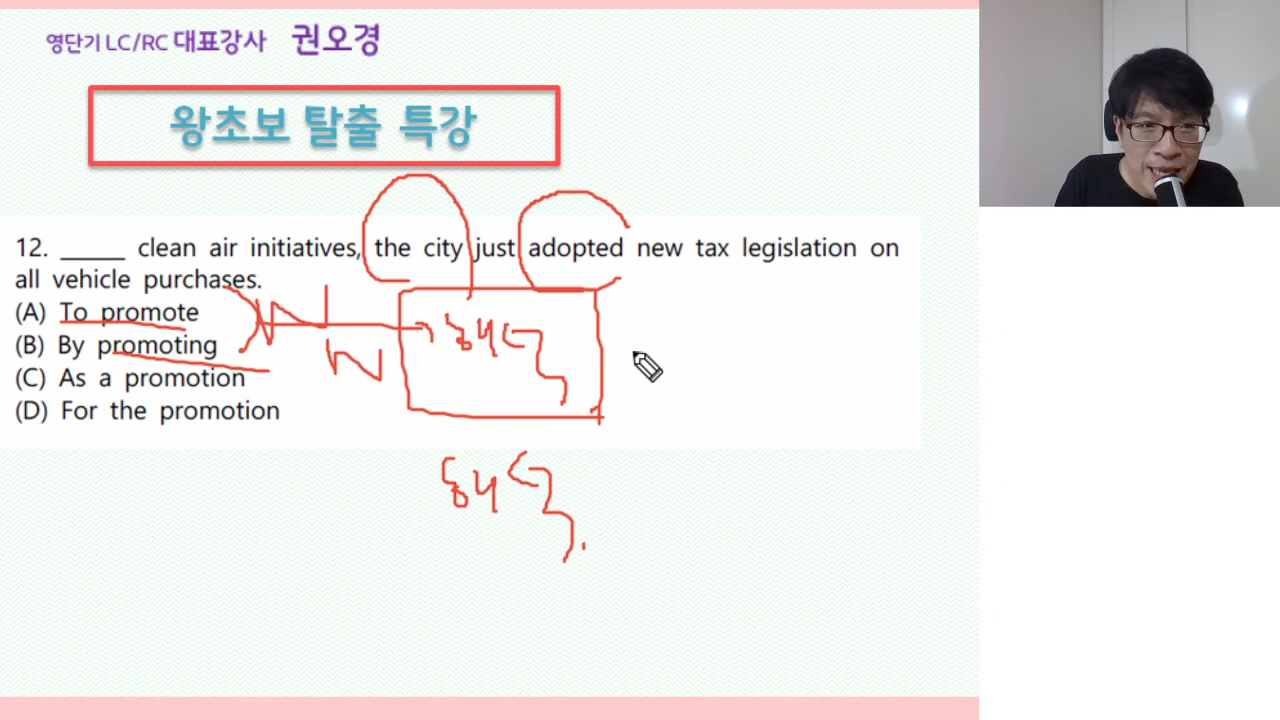 영단기 LC/RC 대표강사 권오경
왕초보 탈출 특강
12. _____ clean air initiatives, the city just adopted new tax legislation on
all vehicle purchases.
(A) To promote
(B) By promoting
(C) As a promotion
(D) For the promotion